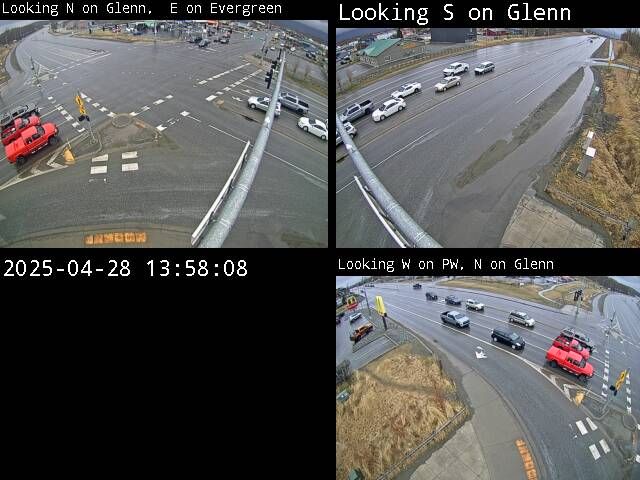 Looking N on Glenn, E on Evergreen
Looking S on Glenn
2025-04-28 13:58:08
Looking W on PW, N on Glenn